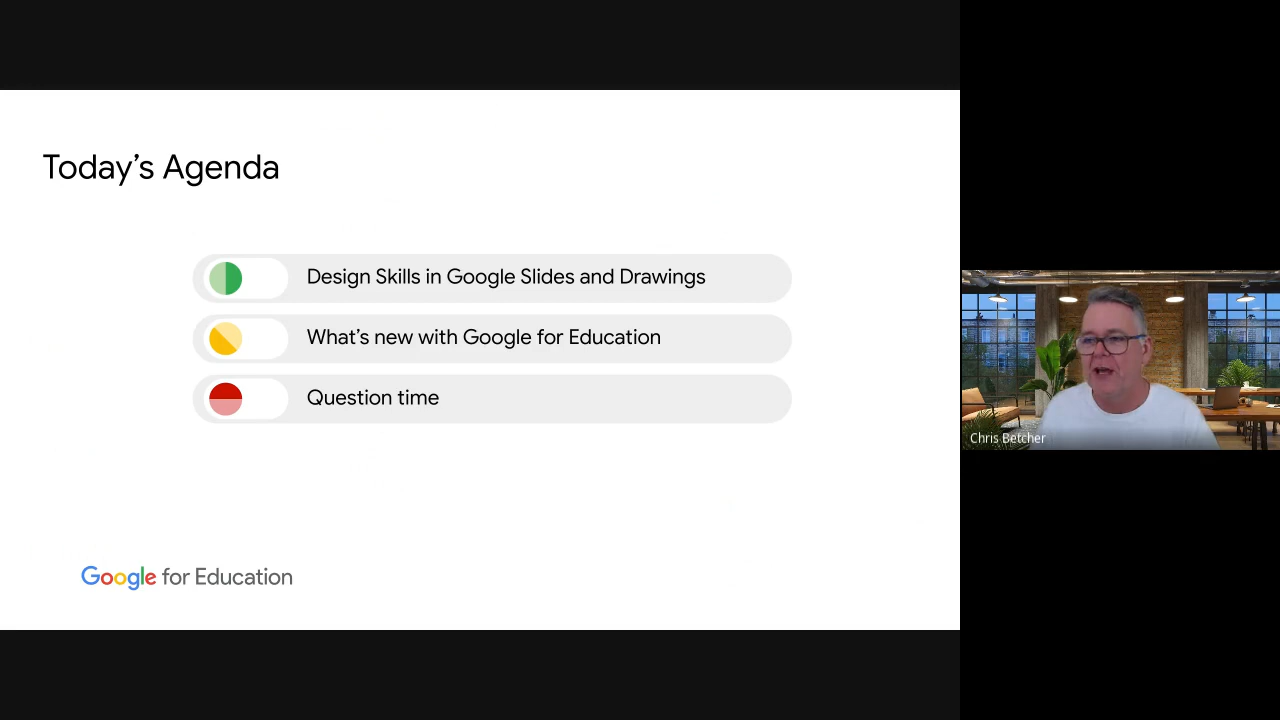 Today’s Agenda
Design Skills in Google Slides and Drawings
What’s new with Google for Education
Question time
Google for Education
Chris Betcher